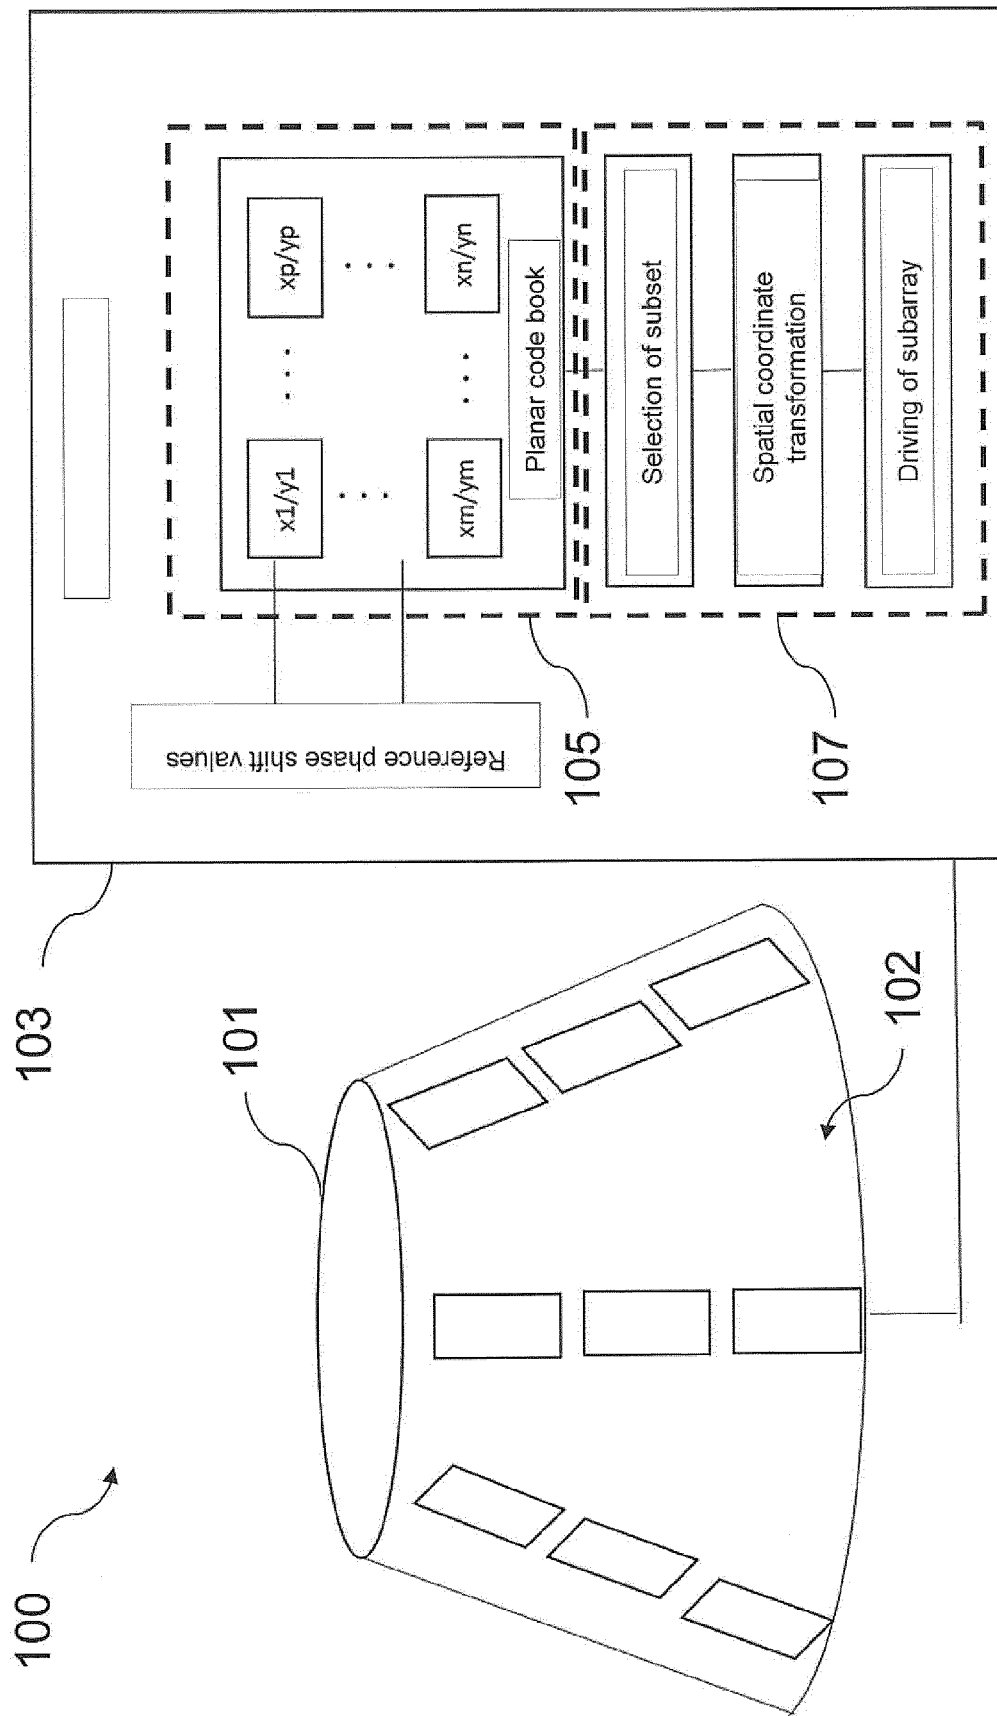 100
101
102
103
Reference phase shift values
x1/y1
. . .
xp/yp
. . .
. . .
xm/ym
. . .
xn/yn
Planar code book
105
Selection of subset
Spatial coordinate
transformation
Driving of subarray
107